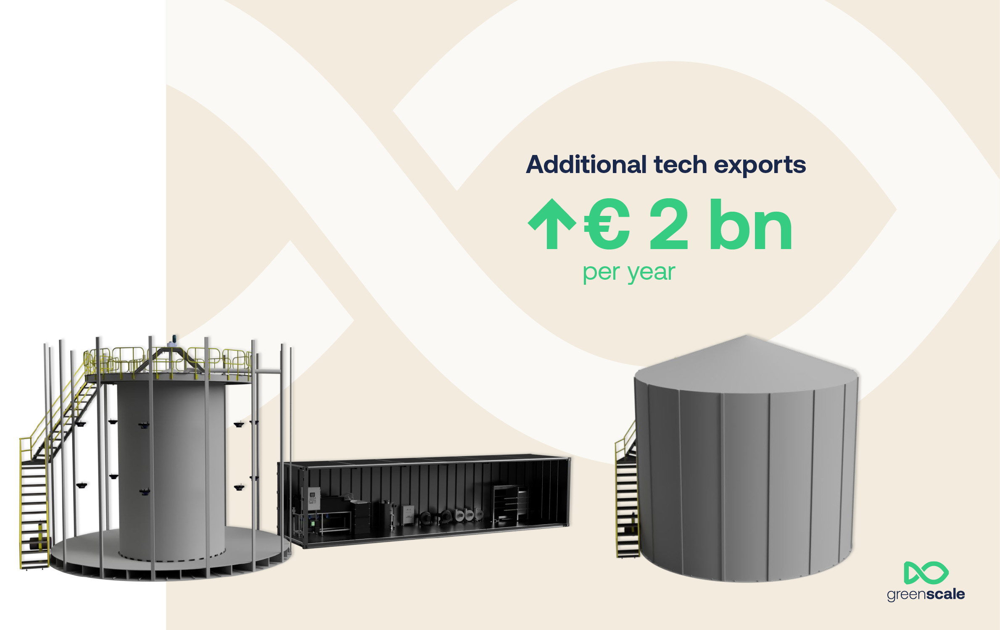 Additional tech exports
↑€ 2 bn
per year
greenscale